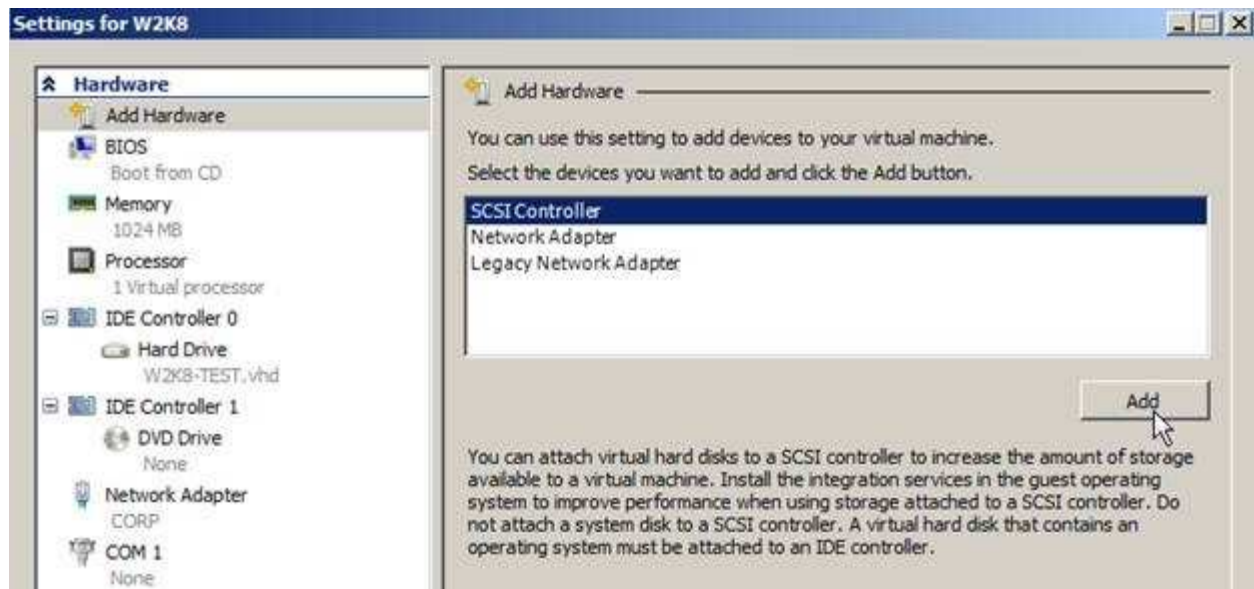 Settings for W2K8
Hardware
Add Hardware
BIOS
Boot from CD
Memory
1024 MB
Processor
1 Virtual processor
IDE Controller 0
Hard Drive
W2K8-TEST.vhd
IDE Controller 1
DVD Drive
None
Network Adapter
CORP
COM 1
None
Add Hardware
You can use this setting to add devices to your virtual machine.
Select the devices you want to add and click the Add button.
SCSI Controller
Network Adapter
Legacy Network Adapter
Add
You can attach virtual hard disks to a SCSI controller to increase the amount of storage
available to a virtual machine. Install the integration services in the guest operating
system to improve performance when using storage attached to a SCSI controller. Do
not attach a system disk to a SCSI controller. A virtual hard disk that contains an
operating system must be attached to an IDE controller.